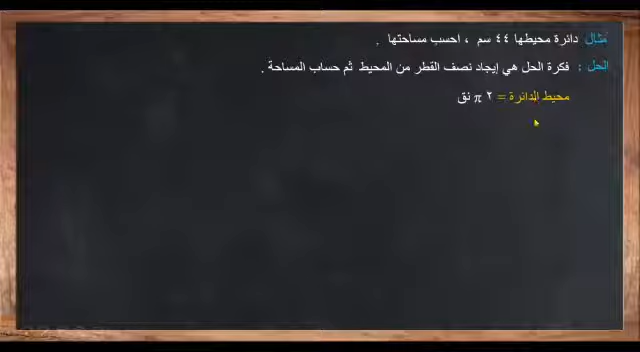 مثال دائرة محيطها ٤٤ سم ، احسب مساحتها .
الحل : فكرة الحل هي إيجاد نصف القطر من المحيط ثم حساب المساحة .
محيط الدائرة = ٢ π نق